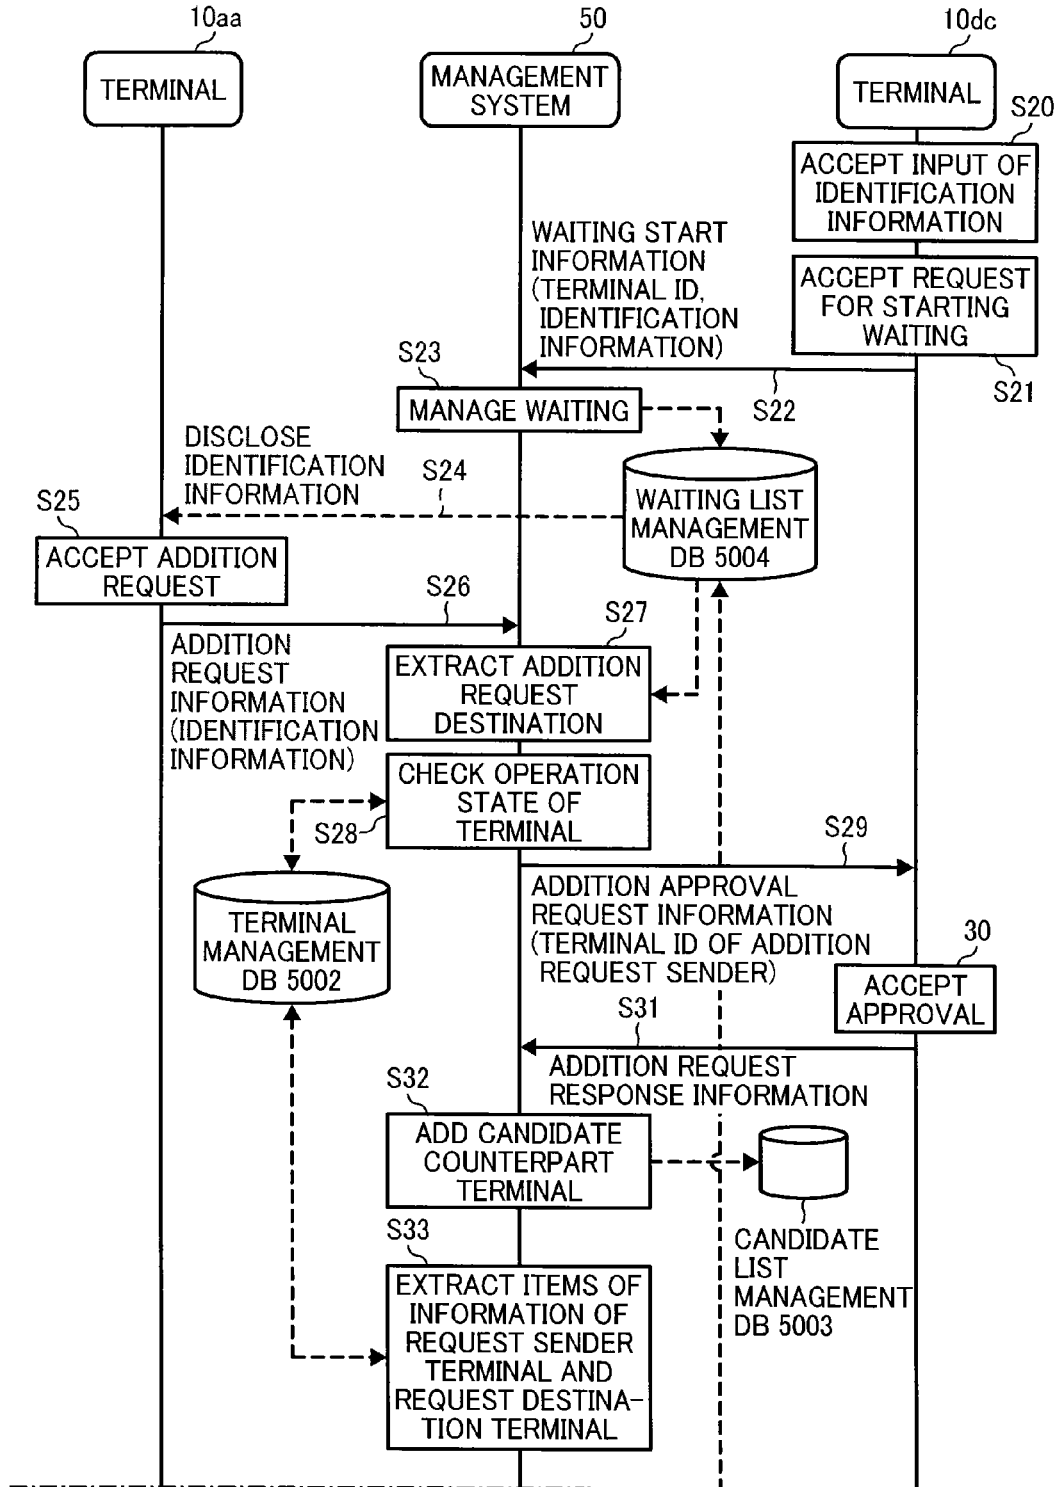 10aa
50
10dc
TERMINAL
MANAGEMENT
SYSTEM
TERMINAL
S20
ACCEPT INPUT OF
IDENTIFICATION
INFORMATION
ACCEPT REQUEST
FOR STARTING
WAITING
S21
WAITING START
INFORMATION
(TERMINAL ID,
IDENTIFICATION
INFORMATION)
S22
S23
MANAGE WAITING
DISCLOSE
IDENTIFICATION
INFORMATION
S24
WAITING LIST
MANAGEMENT
DB 5004
S25
ACCEPT ADDITION
REQUEST
S26
ADDITION
REQUEST
INFORMATION
(IDENTIFICATION
INFORMATION)
S27
EXTRACT ADDITION
REQUEST
DESTINATION
CHECK OPERATION
STATE OF
TERMINAL
S28
S29
TERMINAL
MANAGEMENT
DB 5002
ADDITION APPROVAL
REQUEST INFORMATION
(TERMINAL ID OF ADDITION
REQUEST SENDER)
30
ACCEPT
APPROVAL
S31
ADDITION REQUEST
RESPONSE INFORMATION
S32
ADD CANDIDATE
COUNTERPART
TERMINAL
CANDIDATE
LIST
MANAGEMENT
DB 5003
S33
EXTRACT ITEMS OF
INFORMATION OF
REQUEST SENDER
TERMINAL AND
REQUEST DESTINA-
TION TERMINAL